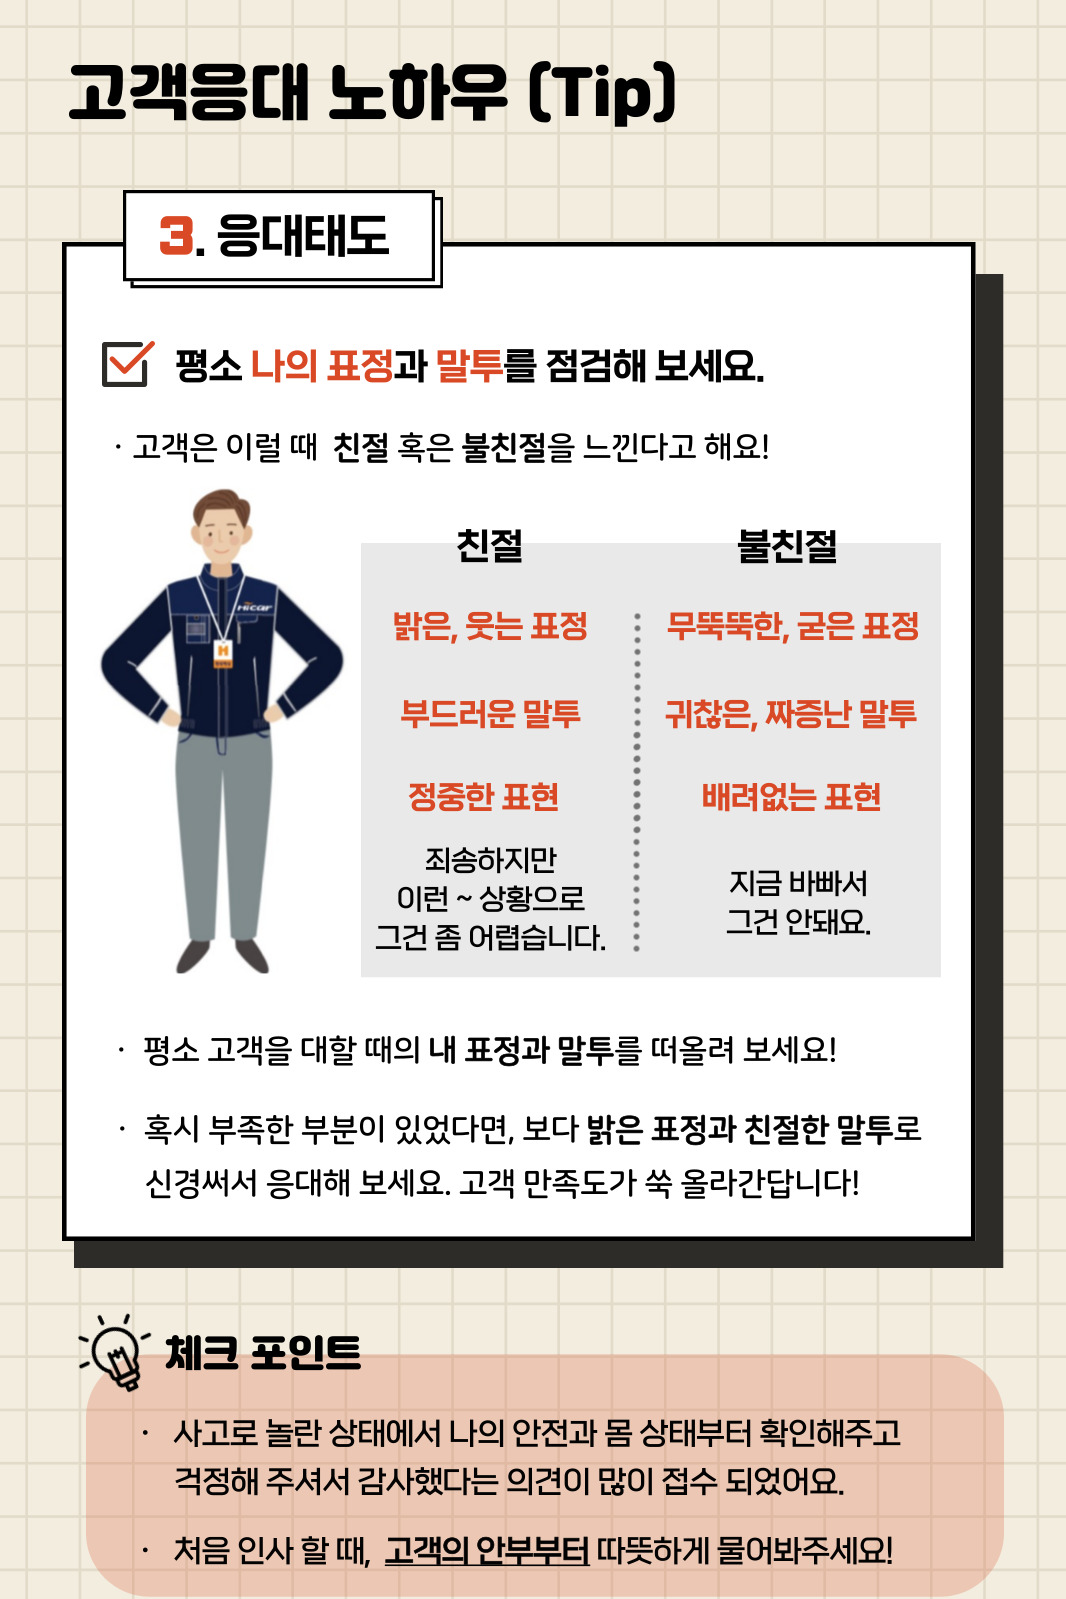 고객응대 노하우 (Tip)
3. 응대태도
평소 나의 표정과 말투를 점검해 보세요.
· 고객은 이럴 때 친절 혹은 불친절을 느낀다고 해요!
Hicar
H
친절
밝은, 웃는 표정
부드러운 말투
정중한 표현
죄송하지만
이런 ~ 상황으로
그건 좀 어렵습니다.
불친절
무뚝뚝한, 굳은 표정
귀찮은, 짜증난 말투
배려없는 표현
지금 바빠서
그건 안돼요.
· 평소 고객을 대할 때의 내 표정과 말투를 떠올려 보세요!
· 혹시 부족한 부분이 있었다면, 보다 밝은 표정과 친절한 말투로
신경써서 응대해 보세요. 고객 만족도가 쑥 올라간답니다!
체크 포인트
· 사고로 놀란 상태에서 나의 안전과 몸 상태부터 확인해주고
걱정해 주셔서 감사했다는 의견이 많이 접수 되었어요.
· 처음 인사 할 때, 고객의 안부부터 따뜻하게 물어봐주세요!